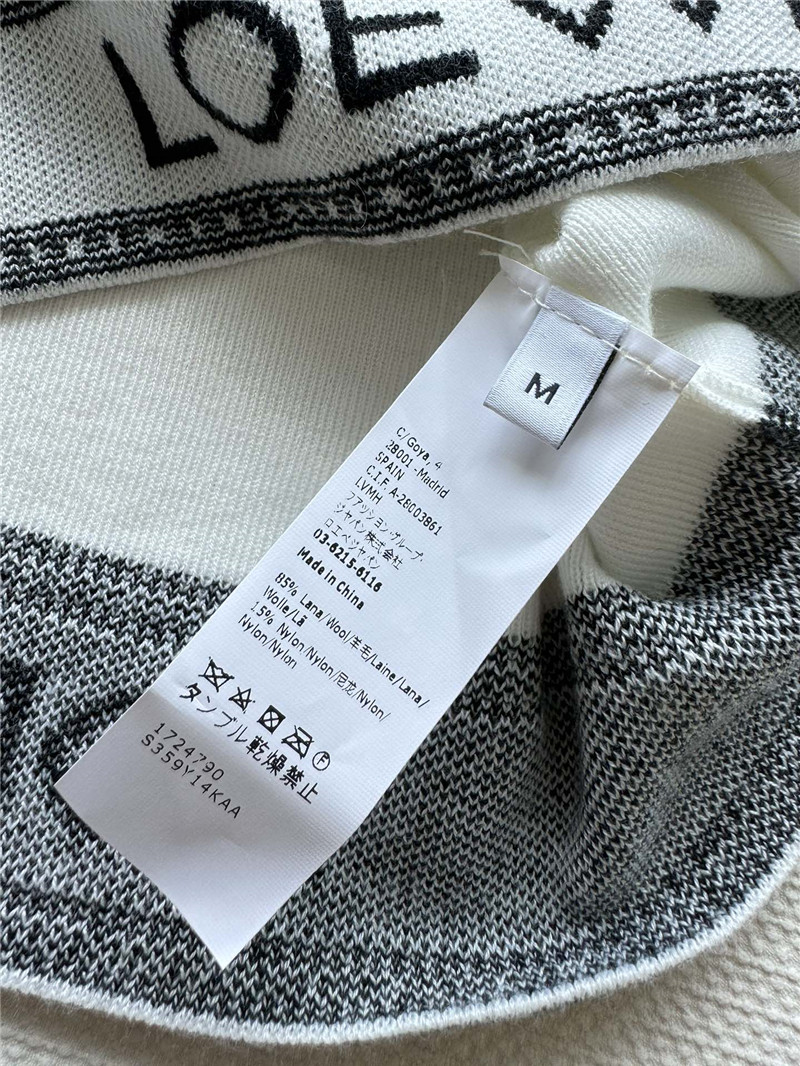 LOEW
M
C/Goya, 4
28001 -Madrid
SPAIN
C.I.F. A-28003861
LVMH
ファッション・グループ・
ジャパン株式会社
ロエベジャパン
03-6215-6116
Made in China
85% Lana/Wool/羊毛/Laine/Lana/
Wolle/Lã
15% Nylon/Nylon/尼龙/Nylon/
Nylon/Nylon
F
タンブル乾燥禁止
1724790
S359Y14KAA